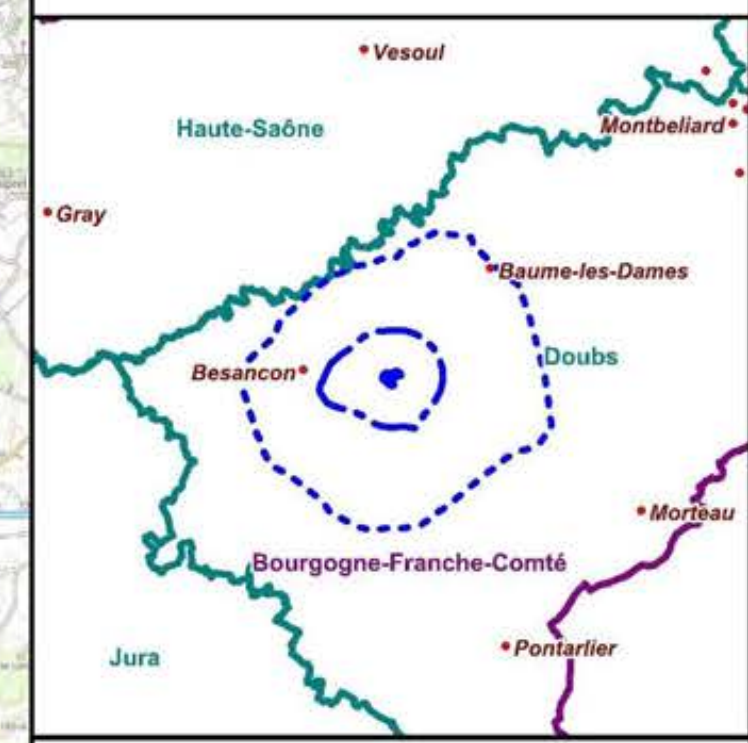 Vesoul
Haute-Saône
Montbeliard
Gray
Baume-les-Dames
Doubs
Besancon
Morteau
Bourgogne-Franche-Comté
Pontarlier
Jura